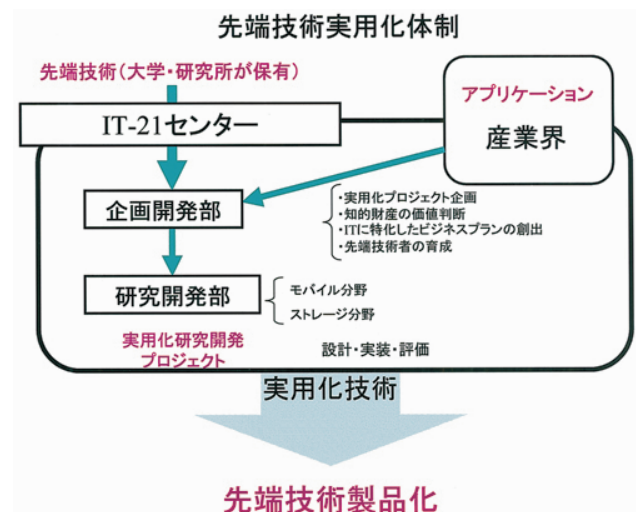 先端技術実用化体制
先端技術(大学・研究所が保有)
アプリケーション
産業界
IT-21センター
企画開発部
・実用化プロジェクト企画
・知的財産の価値判断
・ITに特化したビジネスプランの創出
・先端技術者の育成
研究開発部
モバイル分野
ストレージ分野
実用化研究開発
プロジェクト
設計・実装・評価
実用化技術
先端技術製品化